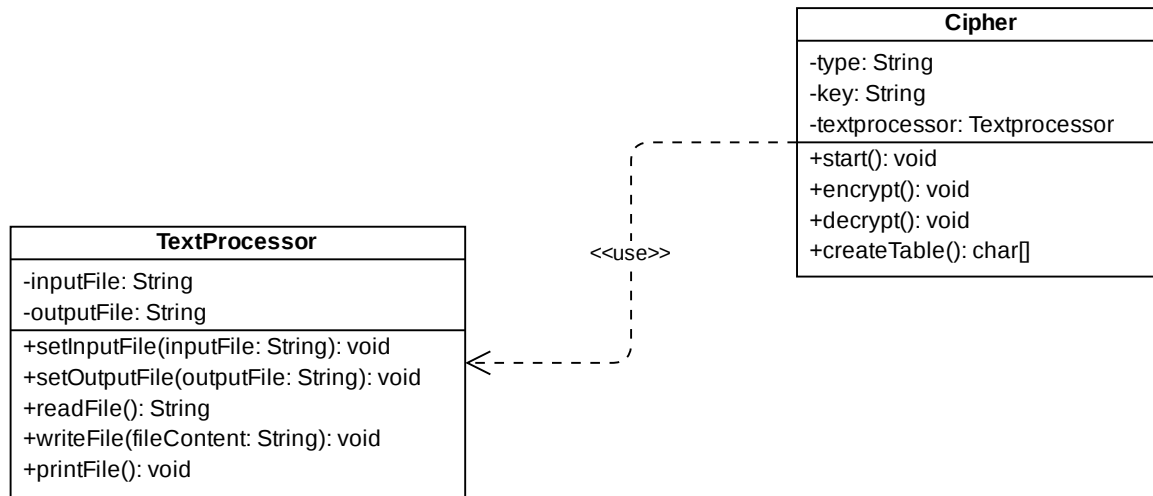 Cipher
-type: String
-key: String
-textprocessor: Textprocessor
+start(): void
+encrypt(): void
+decrypt(): void
+createTable(): char[]
<<use>>
TextProcessor
-inputFile: String
-outputFile: String
+setInputFile(inputFile: String): void
+setOutputFile(outputFile: String): void
+readFile(): String
+writeFile(fileContent: String): void
+printFile(): void